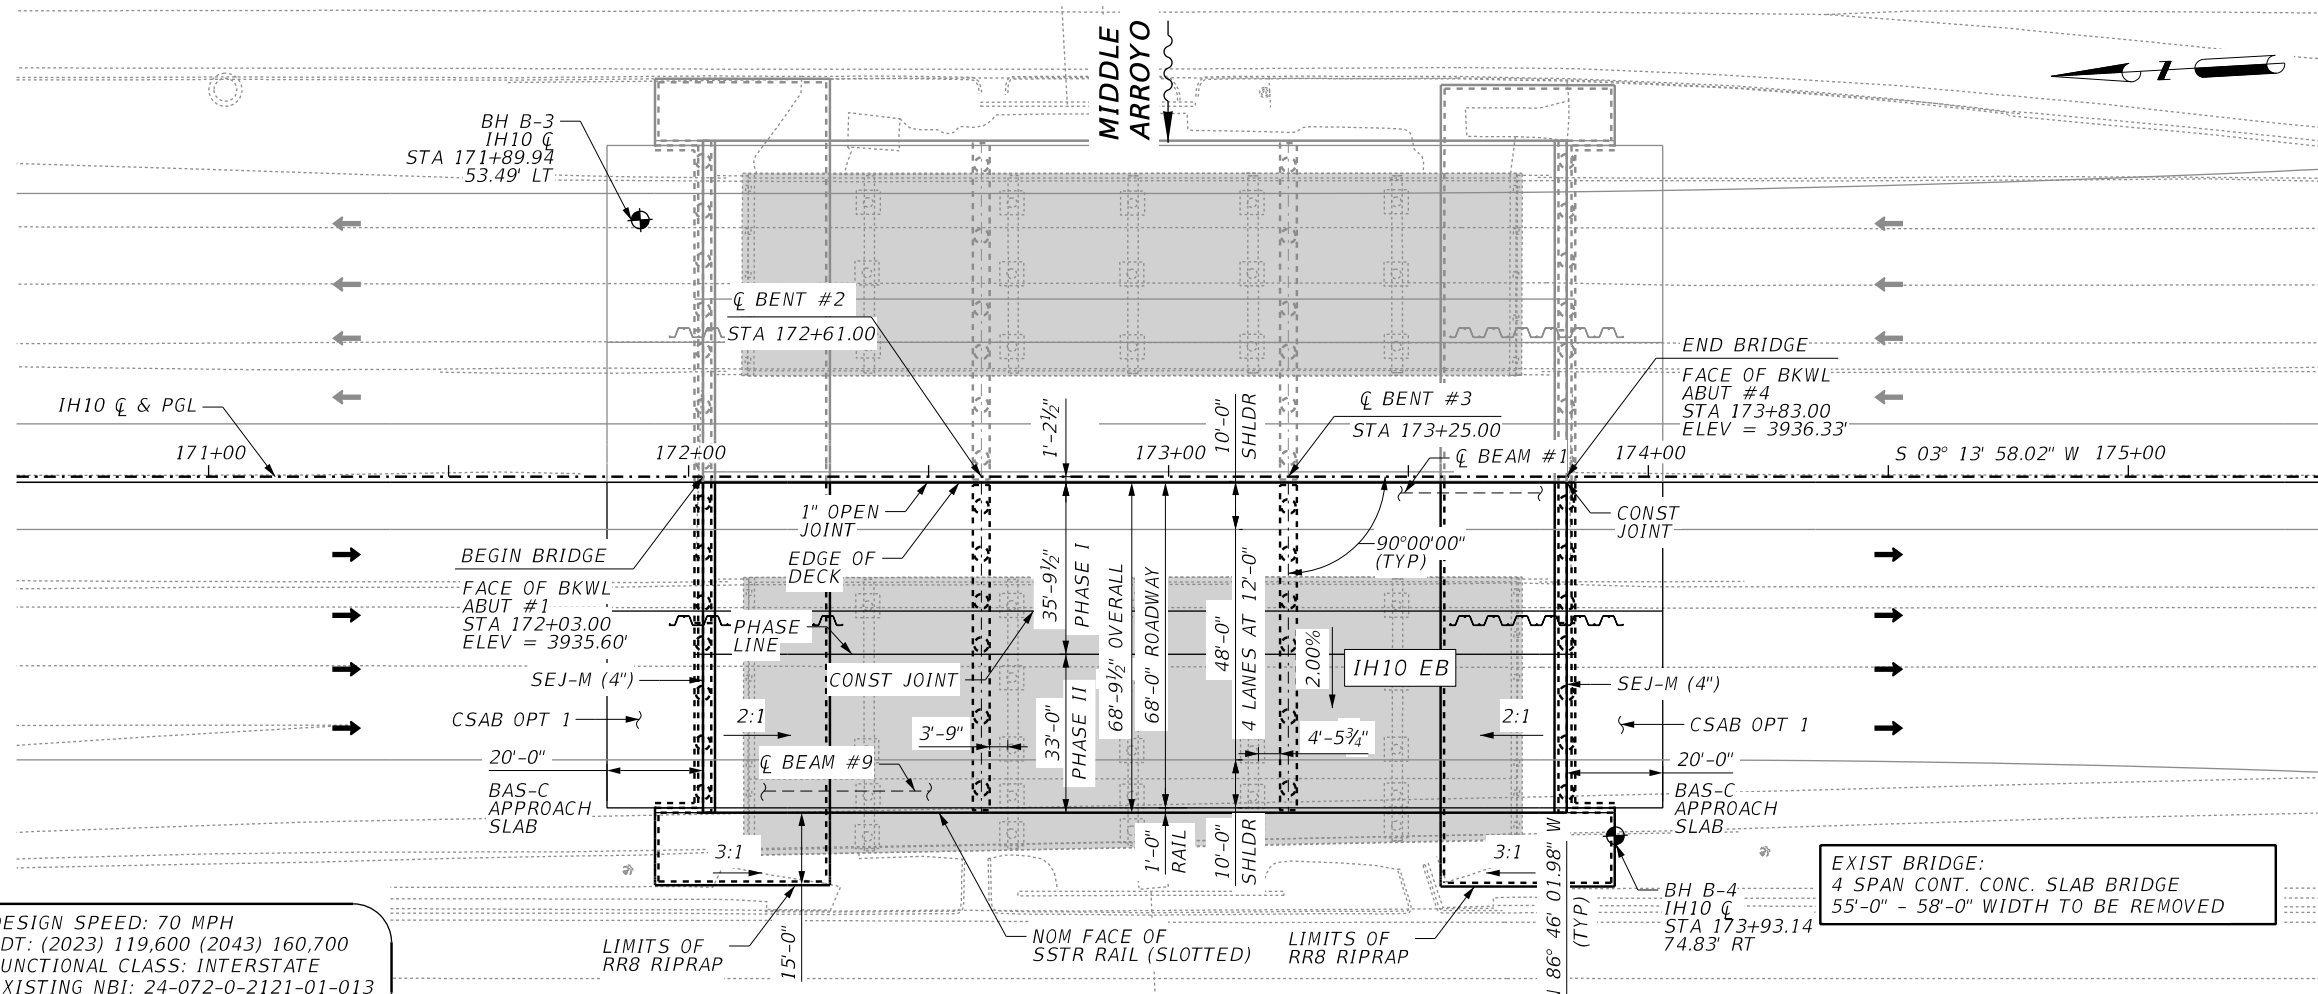 MIDDLE
ARROYO
N
BH B-3
IH10 ℄
STA 171+89.94
53.49' LT
℄ BENT #2
STA 172+61.00
END BRIDGE
FACE OF BKWL
ABUT #4
STA 173+83.00
ELEV = 3936.33'
℄ BENT #3
STA 173+25.00
℄ BEAM #1
IH10 ℄ & PGL
1'-2½"
10'-0"
SHLDR
171+00
172+00
173+00
174+00
S 03° 13' 58.02" W
175+00
1" OPEN
JOINT
EDGE OF
DECK
CONST
JOINT
90°00'00"
(TYP)
BEGIN BRIDGE
FACE OF BKWL
ABUT #1
STA 172+03.00
ELEV = 3935.60'
PHASE
LINE
CONST JOINT
35'-9½"
PHASE I
33'-0"
PHASE II
68'-9½" OVERALL
68'-0" ROADWAY
48'-0"
4 LANES AT 12'-0"
2.00%
IH10 EB
SEJ-M (4")
SEJ-M (4")
CSAB OPT 1
CSAB OPT 1
2:1
2:1
3'-9"
4'-5¾"
℄ BEAM #9
20'-0"
BAS-C
APPROACH
SLAB
20'-0"
BAS-C
APPROACH
SLAB
3:1
3:1
1'-0"
RAIL
10'-0"
SHLDR
15'-0"
86° 46' 01.98" W
(TYP)
LIMITS OF
RR8 RIPRAP
NOM FACE OF
SSTR RAIL (SLOTTED)
LIMITS OF
RR8 RIPRAP
BH B-4
IH10 ℄
STA 173+93.14
74.83' RT
EXIST BRIDGE:
4 SPAN CONT. CONC. SLAB BRIDGE
55'-0" - 58'-0" WIDTH TO BE REMOVED
DESIGN SPEED: 70 MPH
DT: (2023) 119,600 (2043) 160,700
UNCTIONAL CLASS: INTERSTATE
XISTING NBI: 24-072-0-2121-01-013